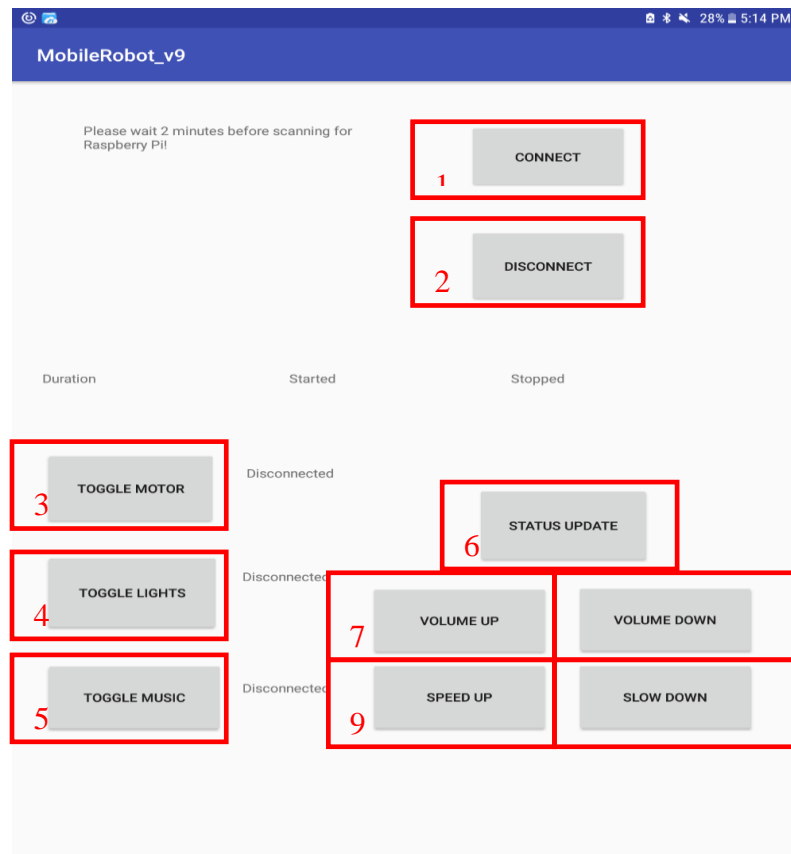 28% 5:14 PM
MobileRobot_v9
Please wait 2 minutes before scanning for
Raspberry Pi!
1 CONNECT
2 DISCONNECT
Duration Started Stopped
3 TOGGLE MOTOR Disconnected
6 STATUS UPDATE
4 TOGGLE LIGHTS Disconnected
7 VOLUME UP VOLUME DOWN
5 TOGGLE MUSIC Disconnected
9 SPEED UP SLOW DOWN